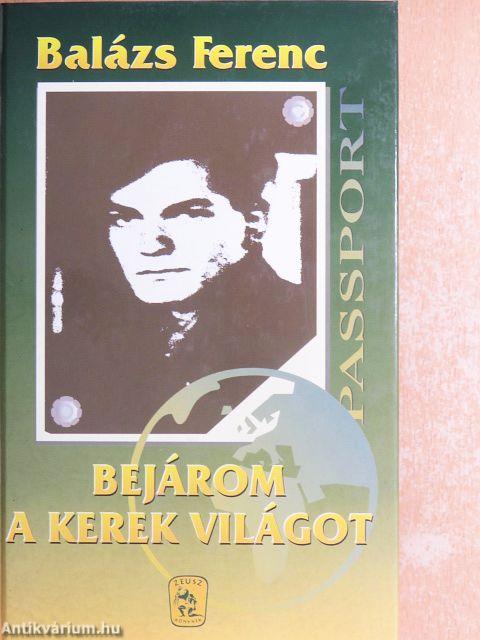 Balázs Ferenc
PASSPORT
BEJÁROM
A KEREK VILÁGOT
ZEUSZ
KÖNYVEK
Antikvárium.hu